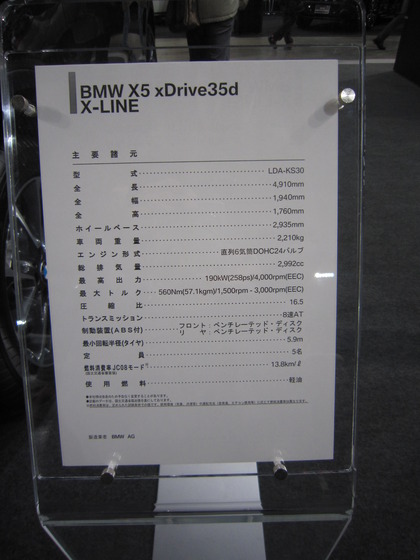 BMW X5 xDrive35d
X-LINE
主要諸元
型式 LDA-KS30
全長 4,910mm
全幅 1,940mm
全高 1,760mm
ホイールベース 2,935mm
車両重量 2,210kg
エンジン形式 直列6気筒DOHC24バルブ
総排気量 2,992cc
最高出力 190kW(258ps)/4,000rpm(EEC)
最大トルク 560Nm(57.1kgm)/1,500rpm - 3,000rpm(EEC)
圧縮比 16.5
トランスミッション 8速AT
制動装置(ABS付) フロント:ベンチレーテッド・ディスク
リヤ:ベンチレーテッド・ディスク
最小回転半径(タイヤ) 5.9m
定員 5名
燃料消費率JC08モード 13.8km/ℓ
使用燃料 軽油
製造事業者 BMW AG